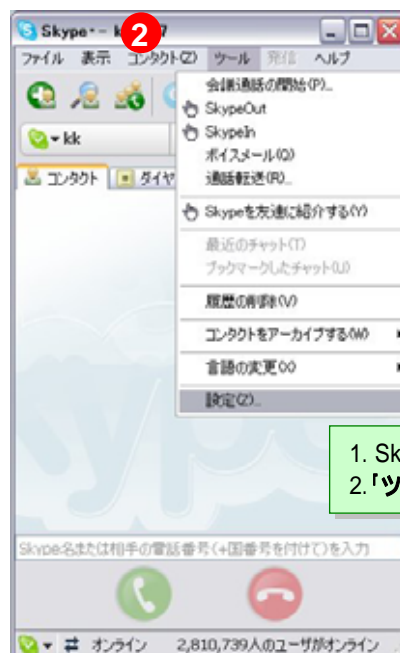 Skype
2
ファイル 表示 コンタクト(Z) ツール 発信 ヘルプ
会議通話の開始(P)...
SkypeOut
SkypeIn
ボイスメール(Q)
通話転送(R)...
kk
コンタクト ダイヤ
Skypeを友達に紹介する(Y)
最近のチャット(T)
ブックマークしたチャット(U)
履歴の削除(V)
コンタクトをアーカイブする(W)
言語の変更(X)
設定(Z)...
1. Sk
2.「ツ
Skype名または相手の電話番号(+国番号を付けて)を入力
オンライン 2,810,739人のユーザがオンライン